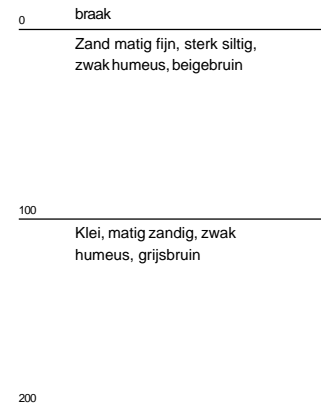 0 braak
Zand matig fijn, sterk siltig,
zwak humeus, beigebruin
100
Klei, matig zandig, zwak
humeus, grijsbruin
200